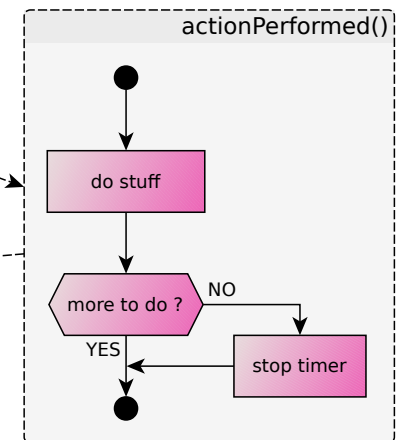 actionPerformed()
do stuff
more to do ?
NO
YES
stop timer